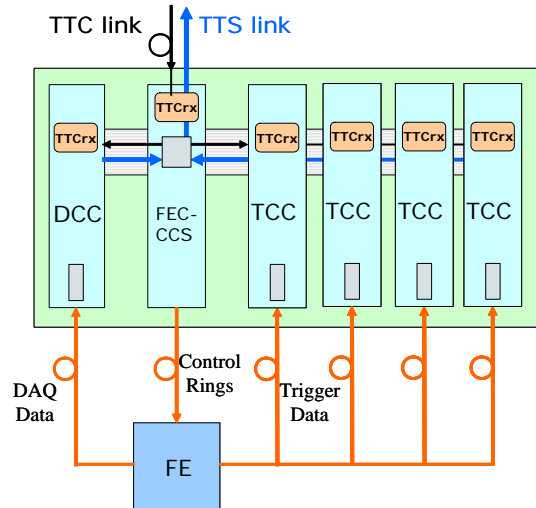 TTC link
TTS link
TTCrx
TTCrx
TTCrx
TTCrx
TTCrx
TTCrx
DCC
FEC-
CCS
TCC
TCC
TCC
TCC
DAQ
Data
Control
Rings
Trigger
Data
FE